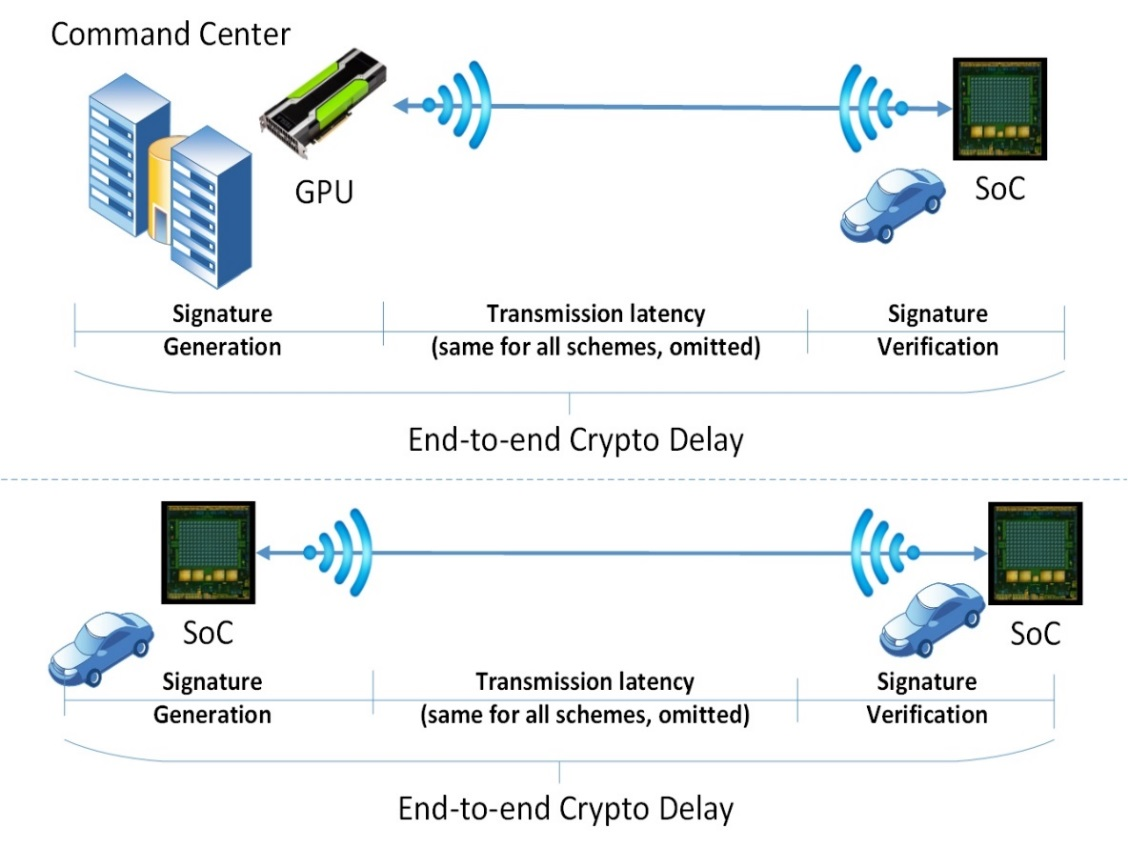 Command Center
GPU
SoC
Signature
Generation
Transmission latency
(same for all schemes, omitted)
Signature
Verification
End-to-end Crypto Delay
SoC
SoC
Signature
Generation
Transmission latency
(same for all schemes, omitted)
Signature
Verification
End-to-end Crypto Delay